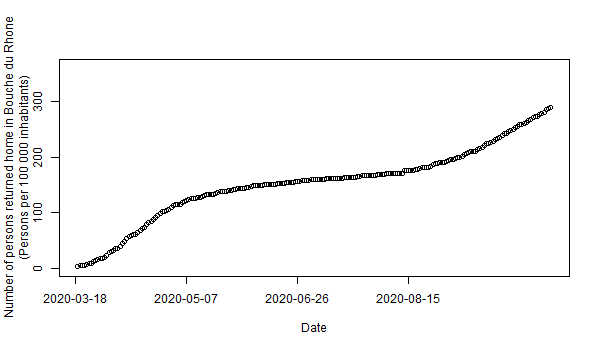 Number of persons returned home in Bouche du Rhone
(Persons per 100 000 inhabitants)
300
200
100
0
2020-03-18 2020-05-07 2020-06-26 2020-08-15
Date